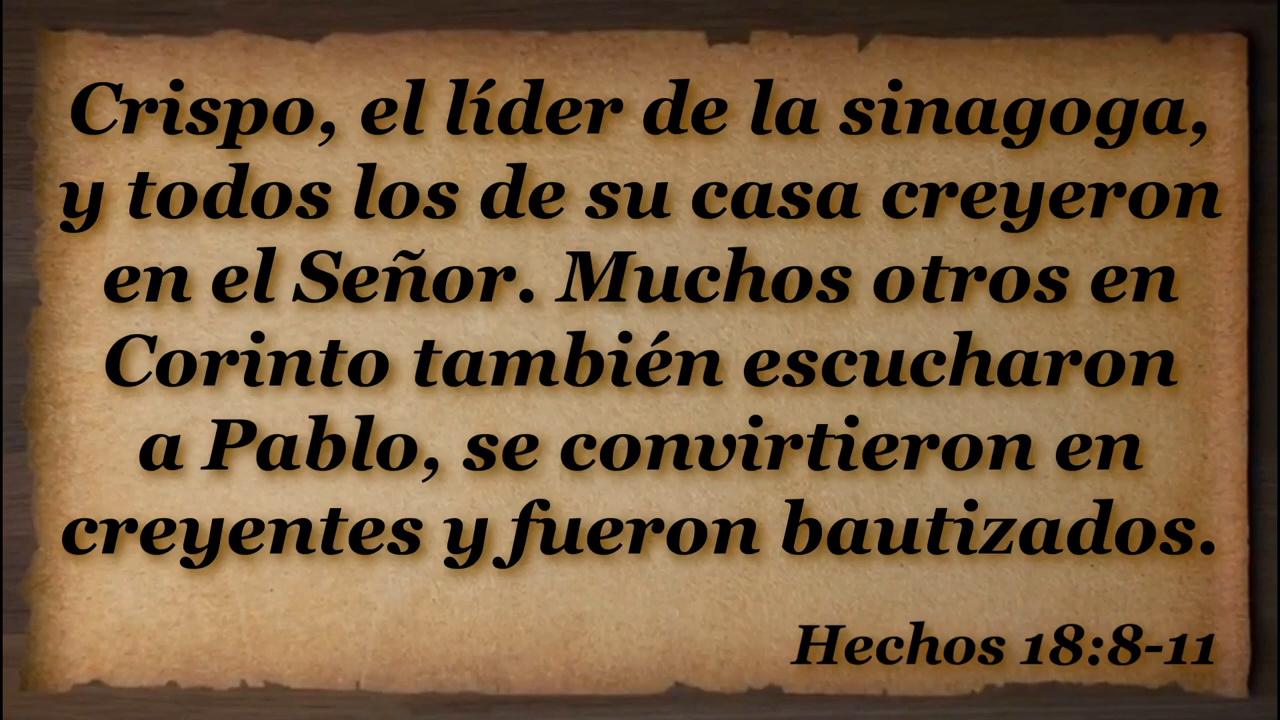 Crispo, el líder de la sinagoga,
y todos los de su casa creyeron
en el Señor. Muchos otros en
Corinto también escucharon
a Pablo, se convirtieron en
creyentes y fueron bautizados.
Hechos 18:8-11